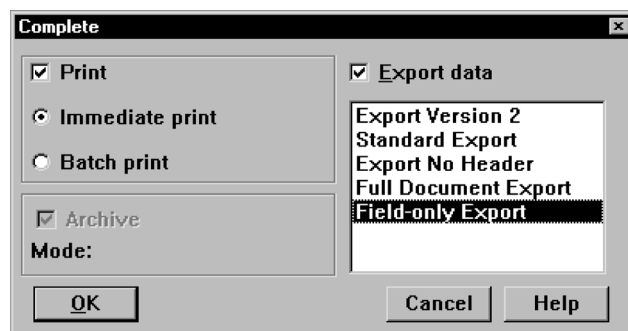 Complete
Print
Immediate print
Batch print
Archive
Mode:
Export data
Export Version 2
Standard Export
Export No Header
Full Document Export
Field-only Export
OK
Cancel
Help